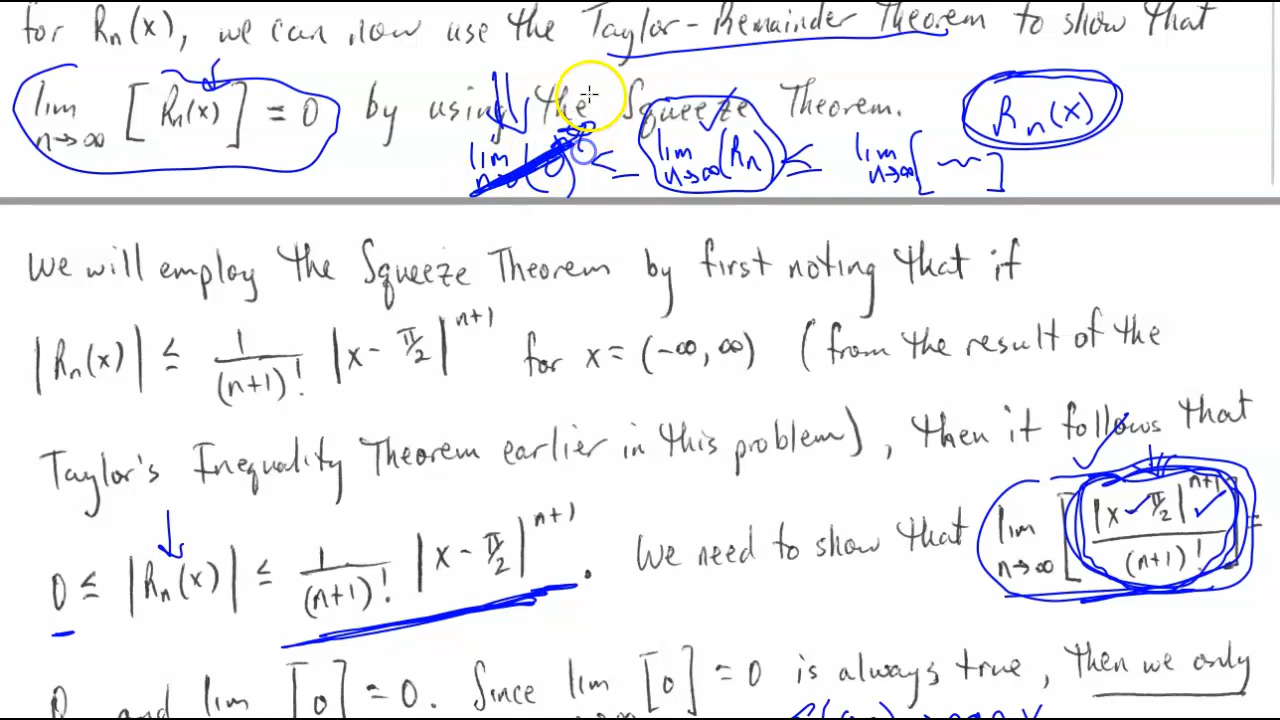 for Rn(x), we can now use the Taylor-Remainder Theorem to show that
lim n→∞ [Rn(x)] = 0 by using the Squeeze Theorem. Rn(x)
lim (0) ≤ lim n→∞ (Rn) ≤ lim n→∞ [ ~ ]
We will employ the Squeeze Theorem by first noting that if
|Rn(x)| ≤ 1/(n+1)! |x - π/2|^n+1 for x = (-∞, ∞) (from the result of the
Taylor's Inequality Theorem earlier in this problem), then it follows that
0 ≤ |Rn(x)| ≤ 1/(n+1)! |x - π/2|^n+1. We need to show that lim n→∞ [|x - π/2|^n+1/(n+1)!] =
0 and lim [0] = 0. Since lim [0] = 0 is always true, then we only